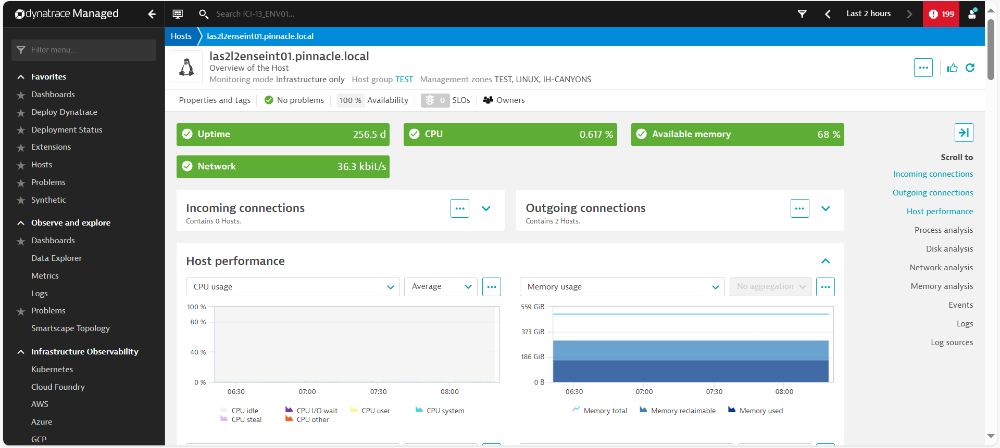 dynatrace Managed
Search ICI-13_ENV01...
Last 2 hours
199
Filter menu...
Favorites
Dashboards
Deploy Dynatrace
Deployment Status
Extensions
Hosts
Problems
Synthetic
Observe and explore
Dashboards
Data Explorer
Metrics
Logs
Problems
Smartscape Topology
Infrastructure Observability
Kubernetes
Cloud Foundry
AWS
Azure
GCP
Hosts
las2l2enseint01.pinnacle.local
las2l2enseint01.pinnacle.local
Overview of the Host
Monitoring mode Infrastructure only Host group TEST Management zones TEST, LINUX, IH-CANYONS
Properties and tags No problems 100 % Availability 0 SLOs Owners
Uptime 256.5 d
CPU 0.617 %
Available memory 68 %
Network 36.3 kbit/s
Incoming connections
Contains 0 Hosts.
Outgoing connections
Contains 2 Hosts.
Host performance
CPU usage
Average
100 %
80 %
40 %
0 %
06:30 07:00 07:30 08:00
CPU idle CPU I/O wait CPU user CPU system
CPU steal CPU other
Memory usage
No aggregation
559 GiB
373 GiB
186 GiB
0 B
06:30 07:00 07:30 08:00
Memory total Memory reclaimable Memory used
Scroll to
Incoming connections
Outgoing connections
Host performance
Process analysis
Disk analysis
Network analysis
Memory analysis
Events
Logs
Log sources